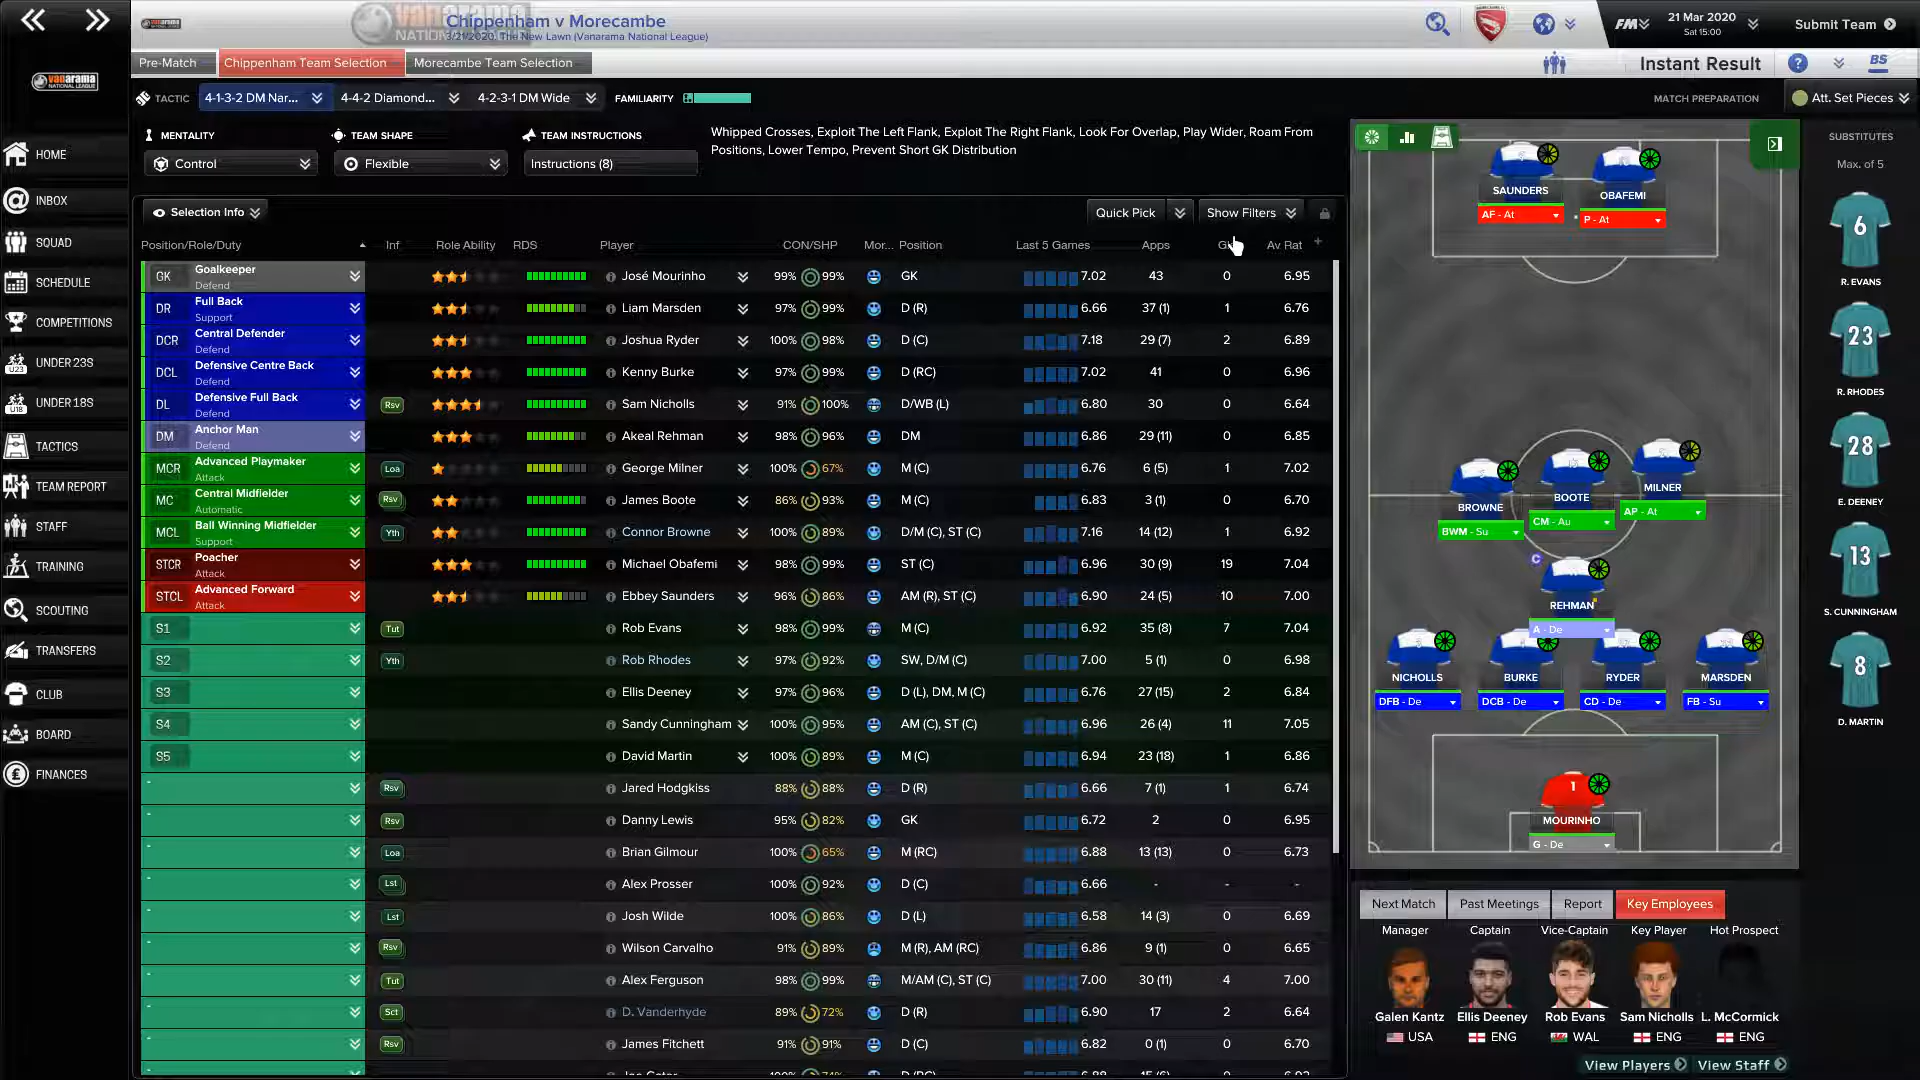 Chippenham v Morecambe
3/21/2020, The New Lawn (Vanarama National League)
21 Mar 2020
Sat 15:00
FM
Submit Team
Pre-Match
Chippenham Team Selection
Morecambe Team Selection
Instant Result
BS
TACTIC
4-1-3-2 DM Nar...
4-4-2 Diamond...
4-2-3-1 DM Wide
FAMILIARITY
MATCH PREPARATION
Att. Set Pieces
MENTALITY
TEAM SHAPE
TEAM INSTRUCTIONS
Control
Flexible
Instructions (8)
Whipped Crosses, Exploit The Left Flank, Exploit The Right Flank, Look For Overlap, Play Wider, Roam From
Positions, Lower Tempo, Prevent Short GK Distribution
vanarama
NATIONAL LEAGUE
HOME
INBOX
SQUAD
SCHEDULE
COMPETITIONS
UNDER 23S
UNDER 18S
TACTICS
TEAM REPORT
STAFF
TRAINING
SCOUTING
TRANSFERS
CLUB
BOARD
FINANCES
Selection Info
Quick Pick
Show Filters
Position/Role/Duty Inf Role Ability RDS Player CON/SHP Mor... Position Last 5 Games Apps Av Rat
GK Goalkeeper Defend José Mourinho 99% 99% GK 7.02 43 0 6.95
DR Full Back Support Liam Marsden 97% 99% D (R) 6.66 37 (1) 1 6.76
DCR Central Defender Defend Joshua Ryder 100% 98% D (C) 7.18 29 (7) 2 6.89
DCL Defensive Centre Back Defend Kenny Burke 97% 99% D (RC) 7.02 41 0 6.96
DL Defensive Full Back Defend Rsv Sam Nicholls 91% 100% D/WB (L) 6.80 30 0 6.64
DM Anchor Man Defend Akeal Rehman 98% 96% DM 6.86 29 (11) 0 6.85
MCR Advanced Playmaker Attack Loa George Milner 100% 67% M (C) 6.76 6 (5) 1 7.02
MC Central Midfielder Automatic Rsv James Boote 86% 93% M (C) 6.83 3 (1) 0 6.70
MCL Ball Winning Midfielder Support Yth Connor Browne 100% 89% D/M (C), ST (C) 7.16 14 (12) 1 6.92
STCR Poacher Attack Michael Obafemi 98% 99% ST (C) 6.96 30 (9) 19 7.04
STCL Advanced Forward Attack Ebbey Saunders 96% 86% AM (R), ST (C) 6.90 24 (5) 10 7.00
S1 Tut Rob Evans 98% 99% M (C) 6.92 35 (8) 7 7.04
S2 Yth Rob Rhodes 97% 92% SW, D/M (C) 7.00 5 (1) 0 6.98
S3 Ellis Deeney 97% 96% D (L), DM, M (C) 6.76 27 (15) 2 6.84
S4 Sandy Cunningham 100% 95% AM (C), ST (C) 6.96 26 (4) 11 7.05
S5 David Martin 100% 89% M (C) 6.94 23 (18) 1 6.86
- Rsv Jared Hodgkiss 88% 88% D (R) 6.66 7 (1) 1 6.74
- Rsv Danny Lewis 95% 82% GK 6.72 2 0 6.95
- Loa Brian Gilmour 100% 65% M (RC) 6.88 13 (13) 0 6.73
- Lst Alex Prosser 100% 92% D (C) 6.66 - - -
- Lst Josh Wilde 100% 86% D (L) 6.58 14 (3) 0 6.69
- Rsv Wilson Carvalho 91% 89% M (R), AM (RC) 6.86 9 (1) 0 6.65
- Tut Alex Ferguson 98% 99% M/AM (C), ST (C) 7.00 30 (11) 4 7.00
- Sct D. Vanderhyde 89% 72% D (R) 6.90 17 2 6.64
- Rsv James Fitchett 91% 91% D (C) 6.82 0 (1) 0 6.70
SAUNDERS
AF - At
OBAFEMI
P - At
BROWNE
BWM - Su
BOOTE
CM - Au
MILNER
AP - At
C
REHMAN
A - De
NICHOLLS
DFB - De
BURKE
DCB - De
RYDER
CD - De
MARSDEN
FB - Su
1
MOURINHO
G - De
SUBSTITUTES
Max. of 5
6
R. EVANS
23
R. RHODES
28
E. DEENEY
13
S. CUNNINGHAM
8
D. MARTIN
Next Match
Past Meetings
Report
Key Employees
Manager Captain Vice-Captain Key Player Hot Prospect
Galen Kantz Ellis Deeney Rob Evans Sam Nicholls L. McCormick
USA ENG WAL ENG ENG
View Players
View Staff